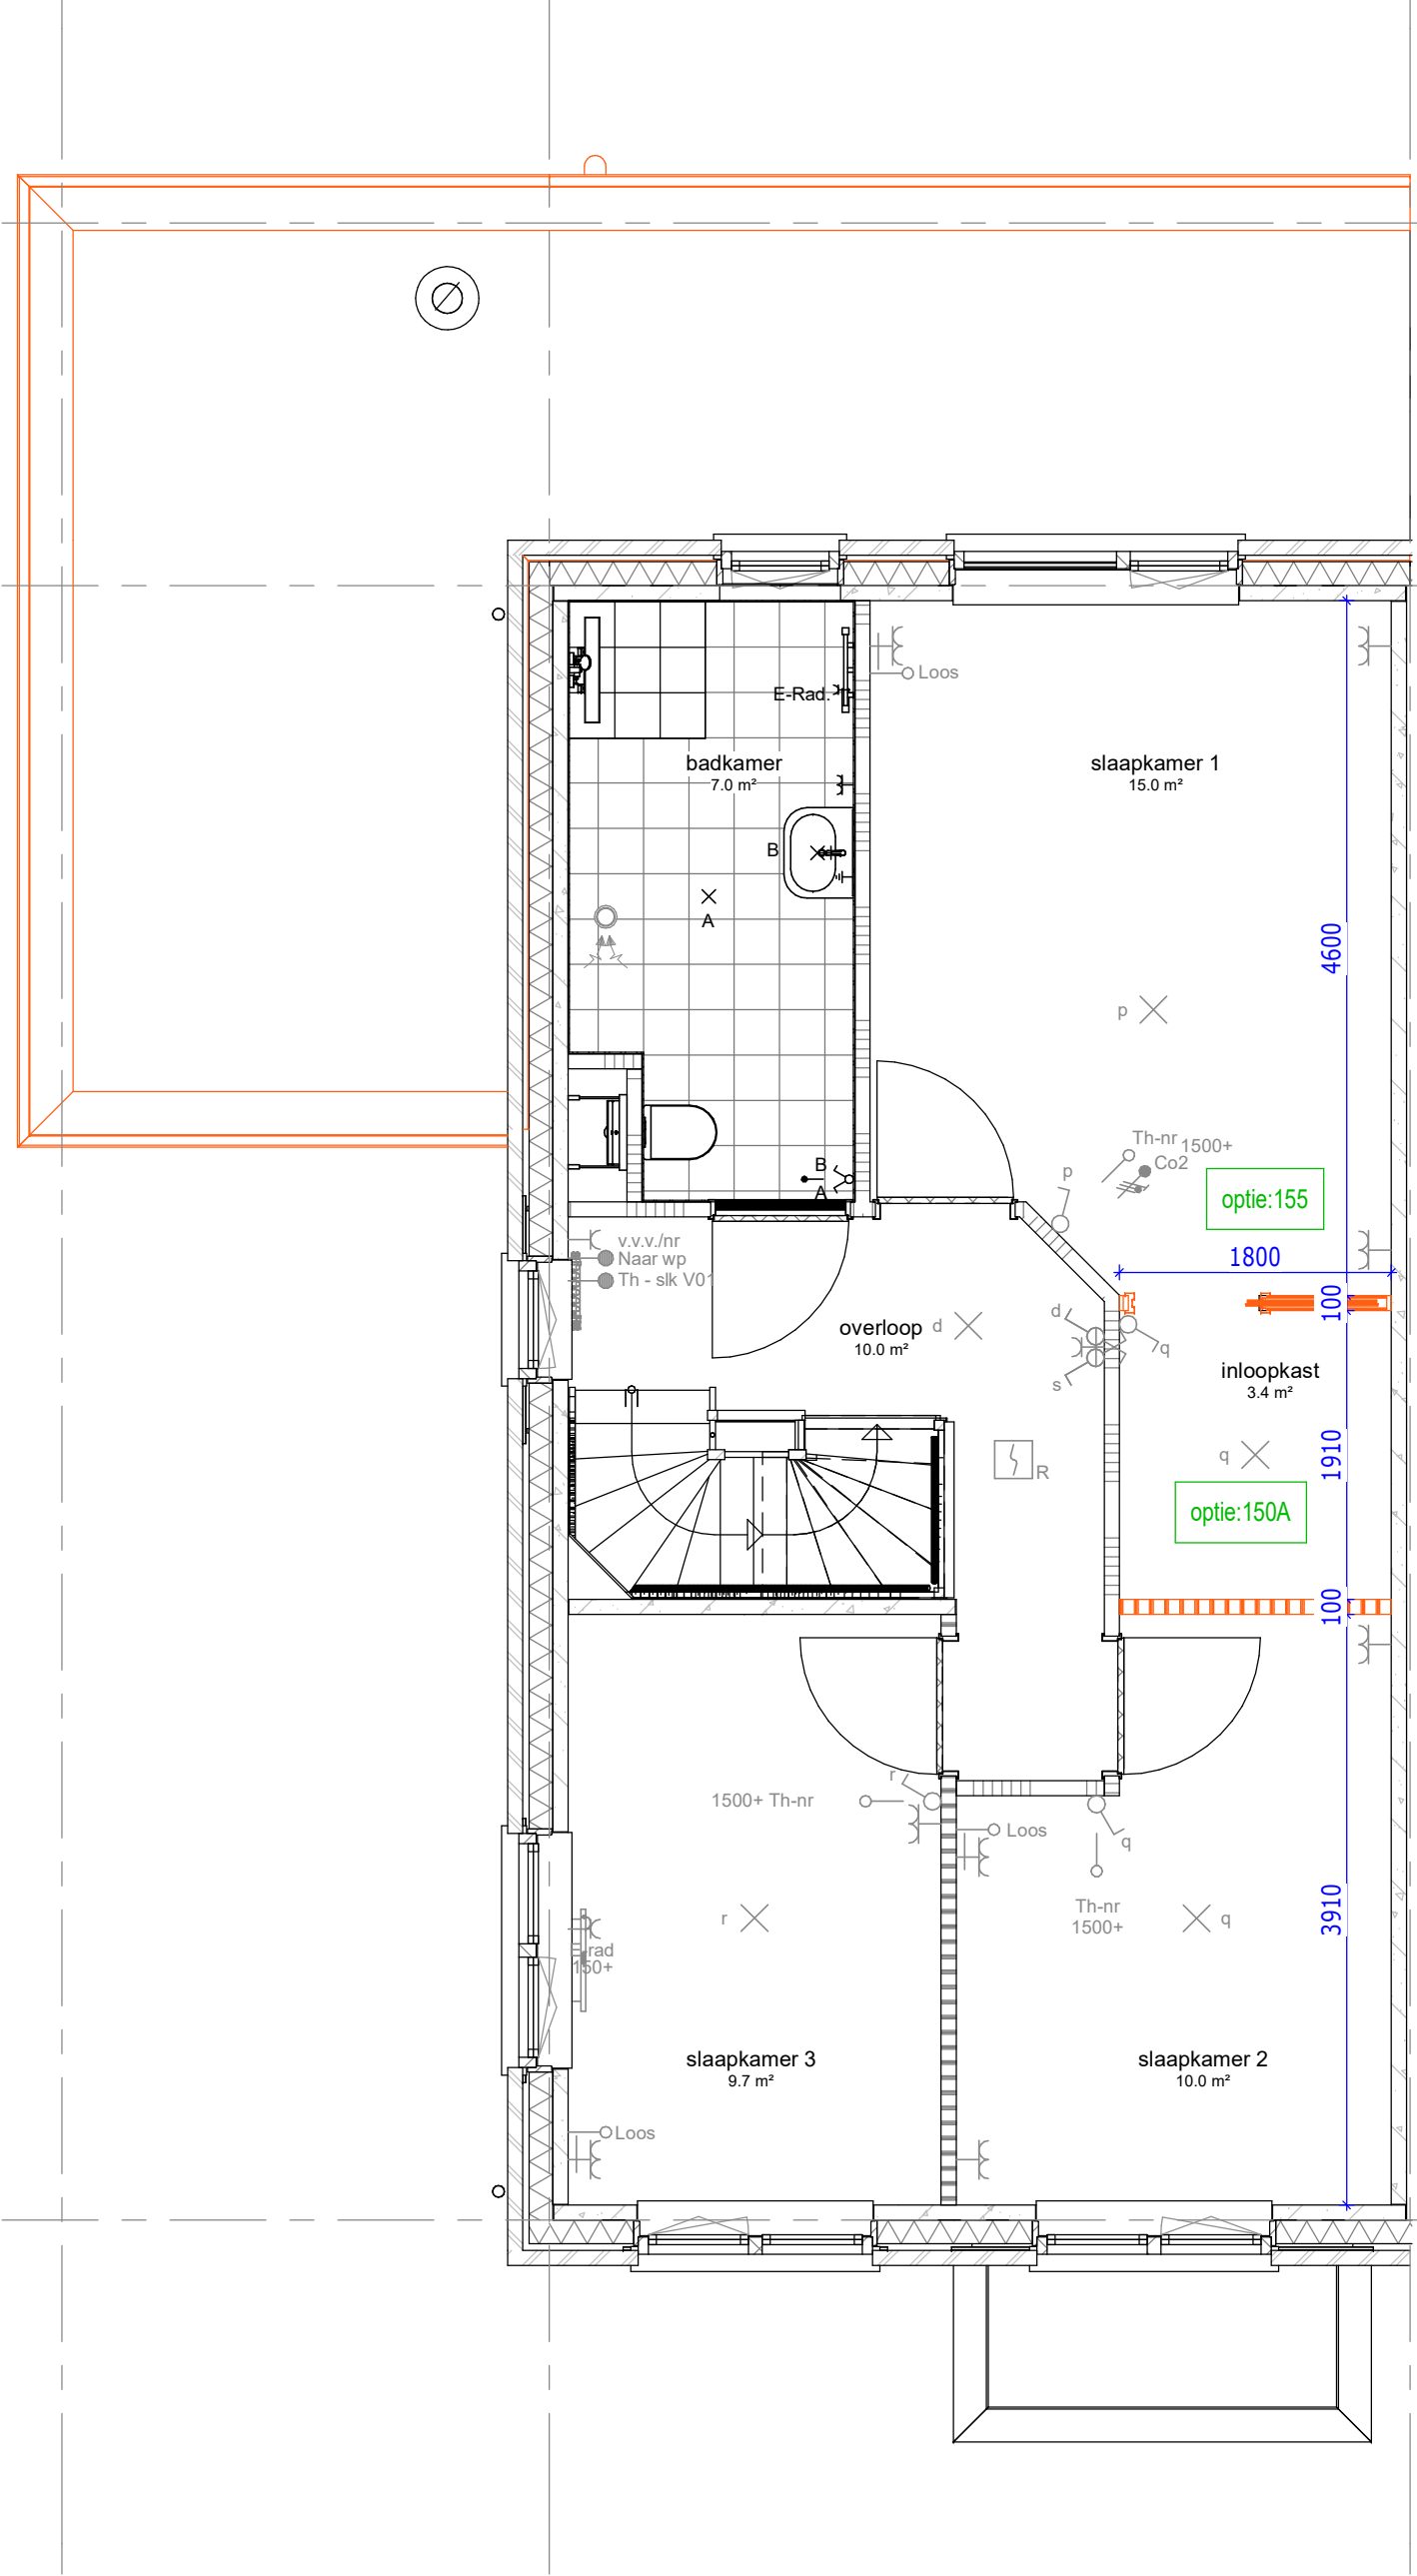 Loos
E-Rad.
badkamer
7.0 m²
slaapkamer 1
15.0 m²
B
A
4600
p
Th-nr 1500+
Co2
p
B
A
optie:155
v.v.v./nr
Naar wp
Th - slk V01
1800
100
overloop
10.0 m²
d
d
q
s
inloopkast
3.4 m²
q
1910
R
optie:150A
100
r
1500+ Th-nr
Loos
q
r
Th-nr
1500+
q
3910
rad
150+
slaapkamer 3
9.7 m²
slaapkamer 2
10.0 m²
Loos